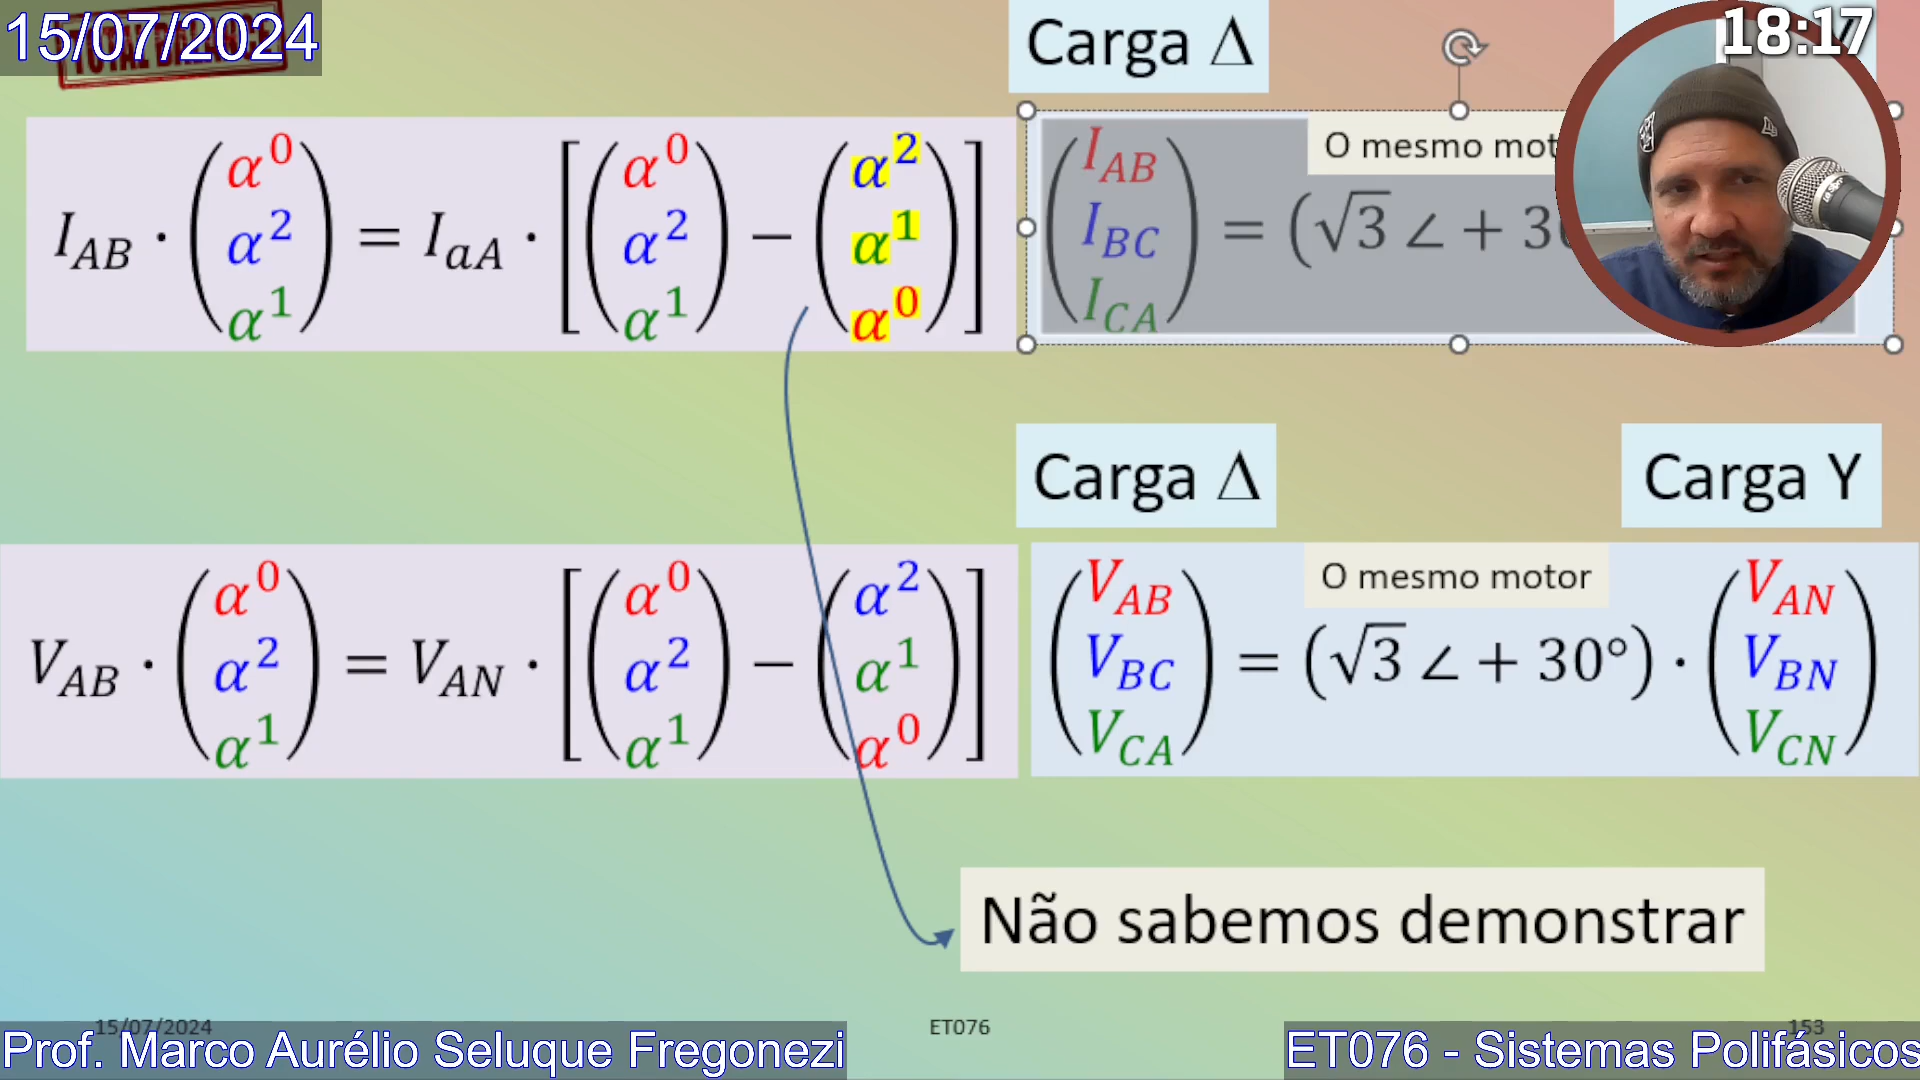 15/07/2024
18:17
TOTAL
Carga Δ
I_AB · (α^0 α^2 α^1) = I_aA · [(α^0 α^2 α^1) − (α^2 α^1 α^0)]
(I_AB I_BC I_CA) = (√3 ∠ + 30
O mesmo mot
Carga Δ
Carga Y
V_AB · (α^0 α^2 α^1) = V_AN · [(α^0 α^2 α^1) − (α^2 α^1 α^0)]
O mesmo motor
(V_AB V_BC V_CA) = (√3 ∠ + 30°) · (V_AN V_BN V_CN)
Não sabemos demonstrar
15/07/2024
ET076
153
Prof. Marco Aurélio Seluque Fregonezi
ET076 - Sistemas Polifásicos